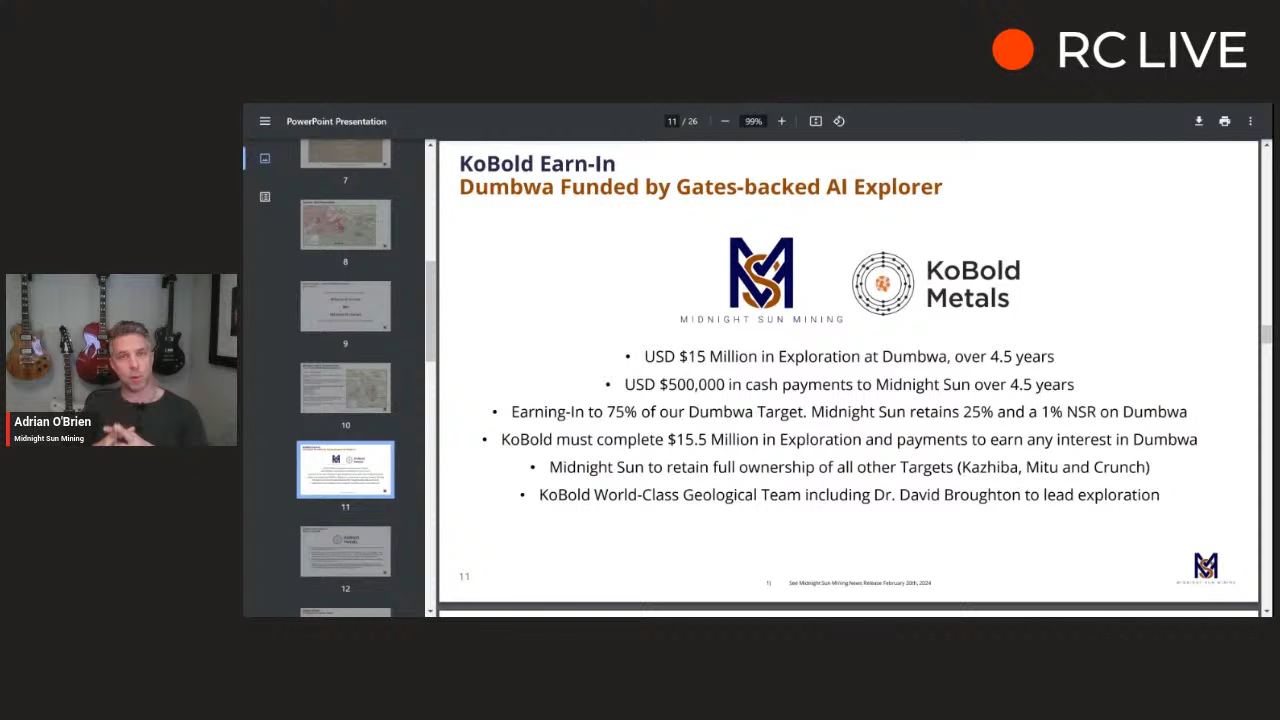 RC LIVE
PowerPoint Presentation
11 / 26
99%
7
8
9
10
11
12
KoBold Earn-In
Dumbwa Funded by Gates-backed AI Explorer
MIDNIGHT SUN MINING
KoBold
Metals
• USD $15 Million in Exploration at Dumbwa, over 4.5 years
• USD $500,000 in cash payments to Midnight Sun over 4.5 years
• Earning-In to 75% of our Dumbwa Target. Midnight Sun retains 25% and a 1% NSR on Dumbwa
• KoBold must complete $15.5 Million in Exploration and payments to earn any interest in Dumbwa
• Midnight Sun to retain full ownership of all other Targets (Kazhiba, Mitu and Crunch)
• KoBold World-Class Geological Team including Dr. David Broughton to lead exploration
11
1) See Midnight Sun Mining News Release February 20th, 2024
MIDNIGHT SUN MINING
Adrian O'Brien
Midnight Sun Mining